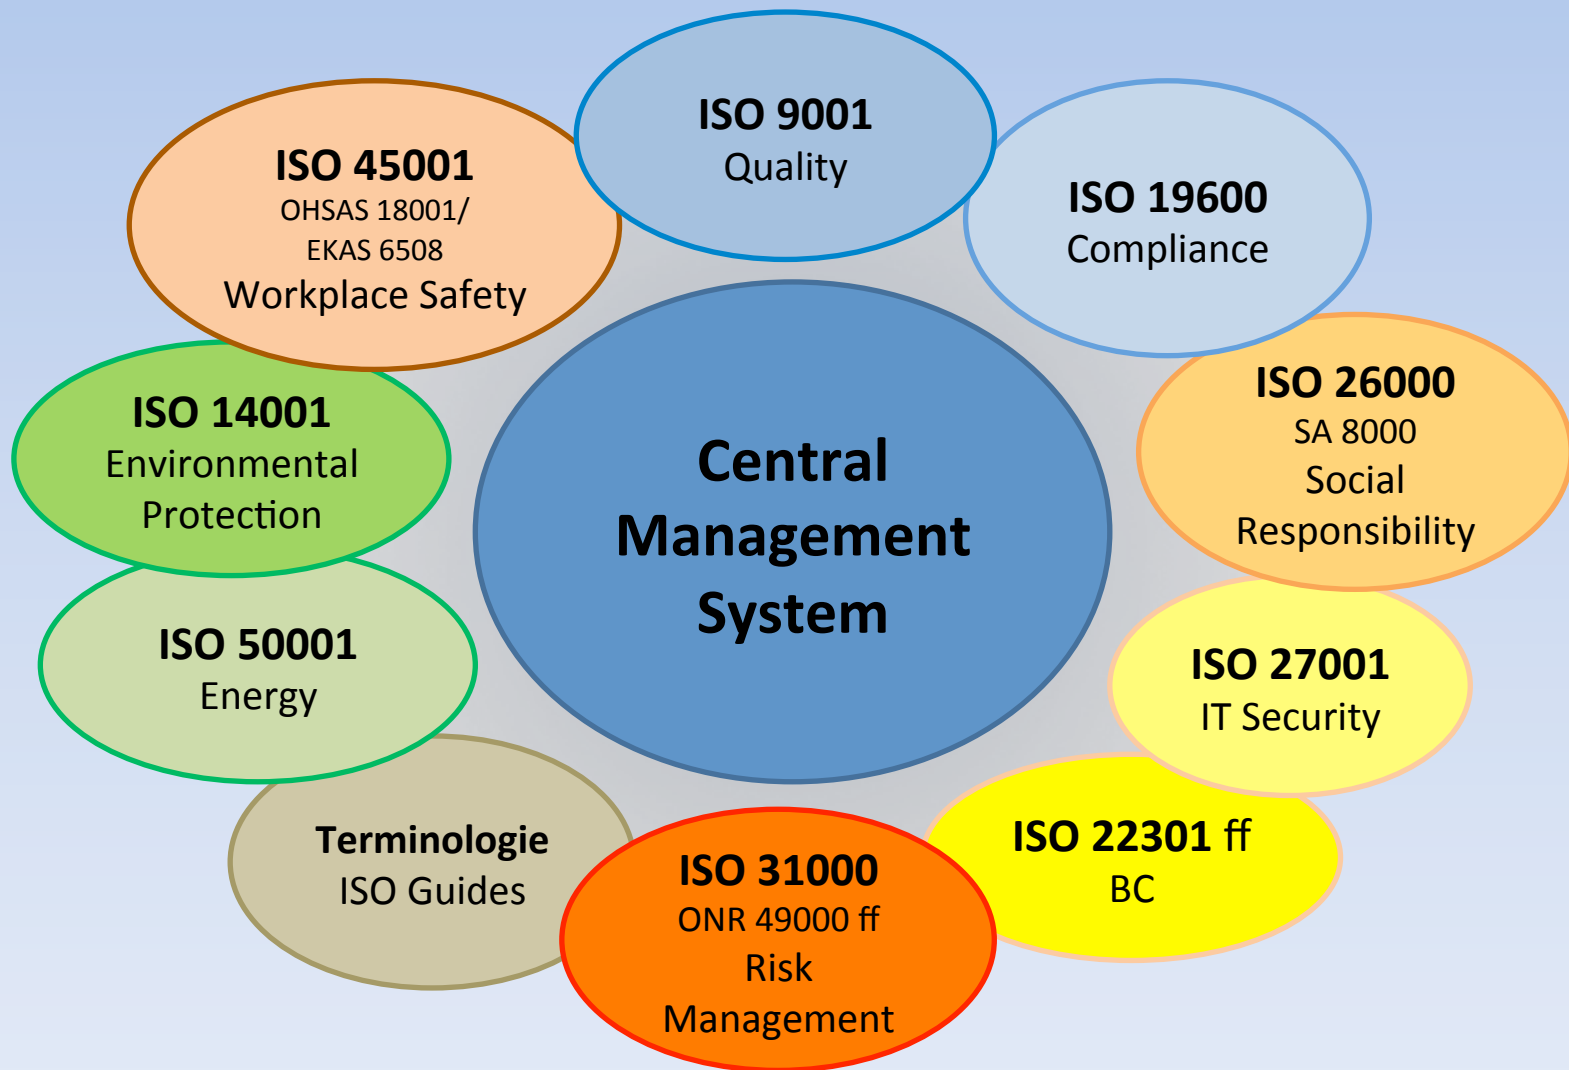 ISO 9001
Quality
ISO 45001
OHSAS 18001/
EKAS 6508
Workplace Safety
ISO 19600
Compliance
ISO 14001
Environmental
Protection
ISO 26000
SA 8000
Social
Responsibility
Central
Management
System
ISO 50001
Energy
ISO 27001
IT Security
Terminologie
ISO Guides
ISO 31000
ONR 49000 ff
Risk
Management
ISO 22301 ff
BC